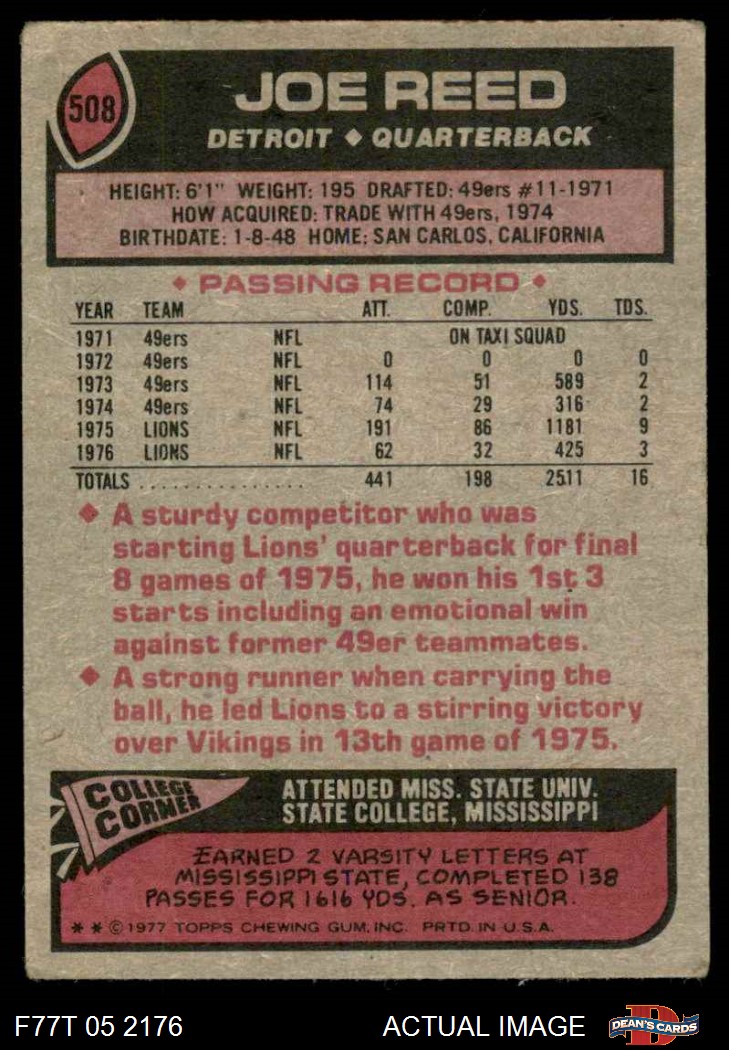 508
JOE REED
DETROIT ◆ QUARTERBACK
HEIGHT: 6'1" WEIGHT: 195 DRAFTED: 49ers #11-1971
HOW ACQUIRED: TRADE WITH 49ers, 1974
BIRTHDATE: 1-8-48 HOME: SAN CARLOS, CALIFORNIA
◆ PASSING RECORD ◆
YEAR TEAM ATT. COMP. YDS. TDS.
1971 49ers NFL ON TAXI SQUAD
1972 49ers NFL 0 0 0 0
1973 49ers NFL 114 51 589 2
1974 49ers NFL 74 29 316 2
1975 LIONS NFL 191 86 1181 9
1976 LIONS NFL 62 32 425 3
TOTALS ................ 441 198 2511 16
◆ A sturdy competitor who was
starting Lions' quarterback for final
8 games of 1975, he won his 1st 3
starts including an emotional win
against former 49er teammates.
◆ A strong runner when carrying the
ball, he led Lions to a stirring victory
over Vikings in 13th game of 1975.
COLLEGE
CORNER
ATTENDED MISS. STATE UNIV.
STATE COLLEGE, MISSISSIPPI
EARNED 2 VARSITY LETTERS AT
MISSISSIPPI STATE, COMPLETED 138
PASSES FOR 1616 YDS. AS SENIOR.
* * © 1977 TOPPS CHEWING GUM, INC. PRTD. IN U.S.A.
F77T 05 2176 ACTUAL IMAGE
D
DEAN'S CARDS